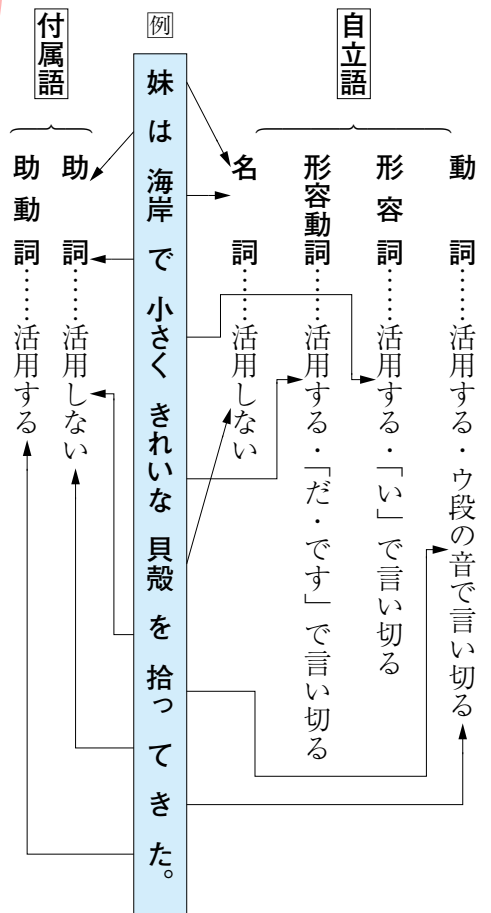 自立語
動詞……活用する・ウ段の音で言い切る
形容詞……活用する・「い」で言い切る
形容動詞……活用する・「だ・です」で言い切る
名詞……活用しない
例
妹は海岸で小さくきれいな貝殻を拾ってきた。
付属語
助詞……活用しない
助動詞……活用する